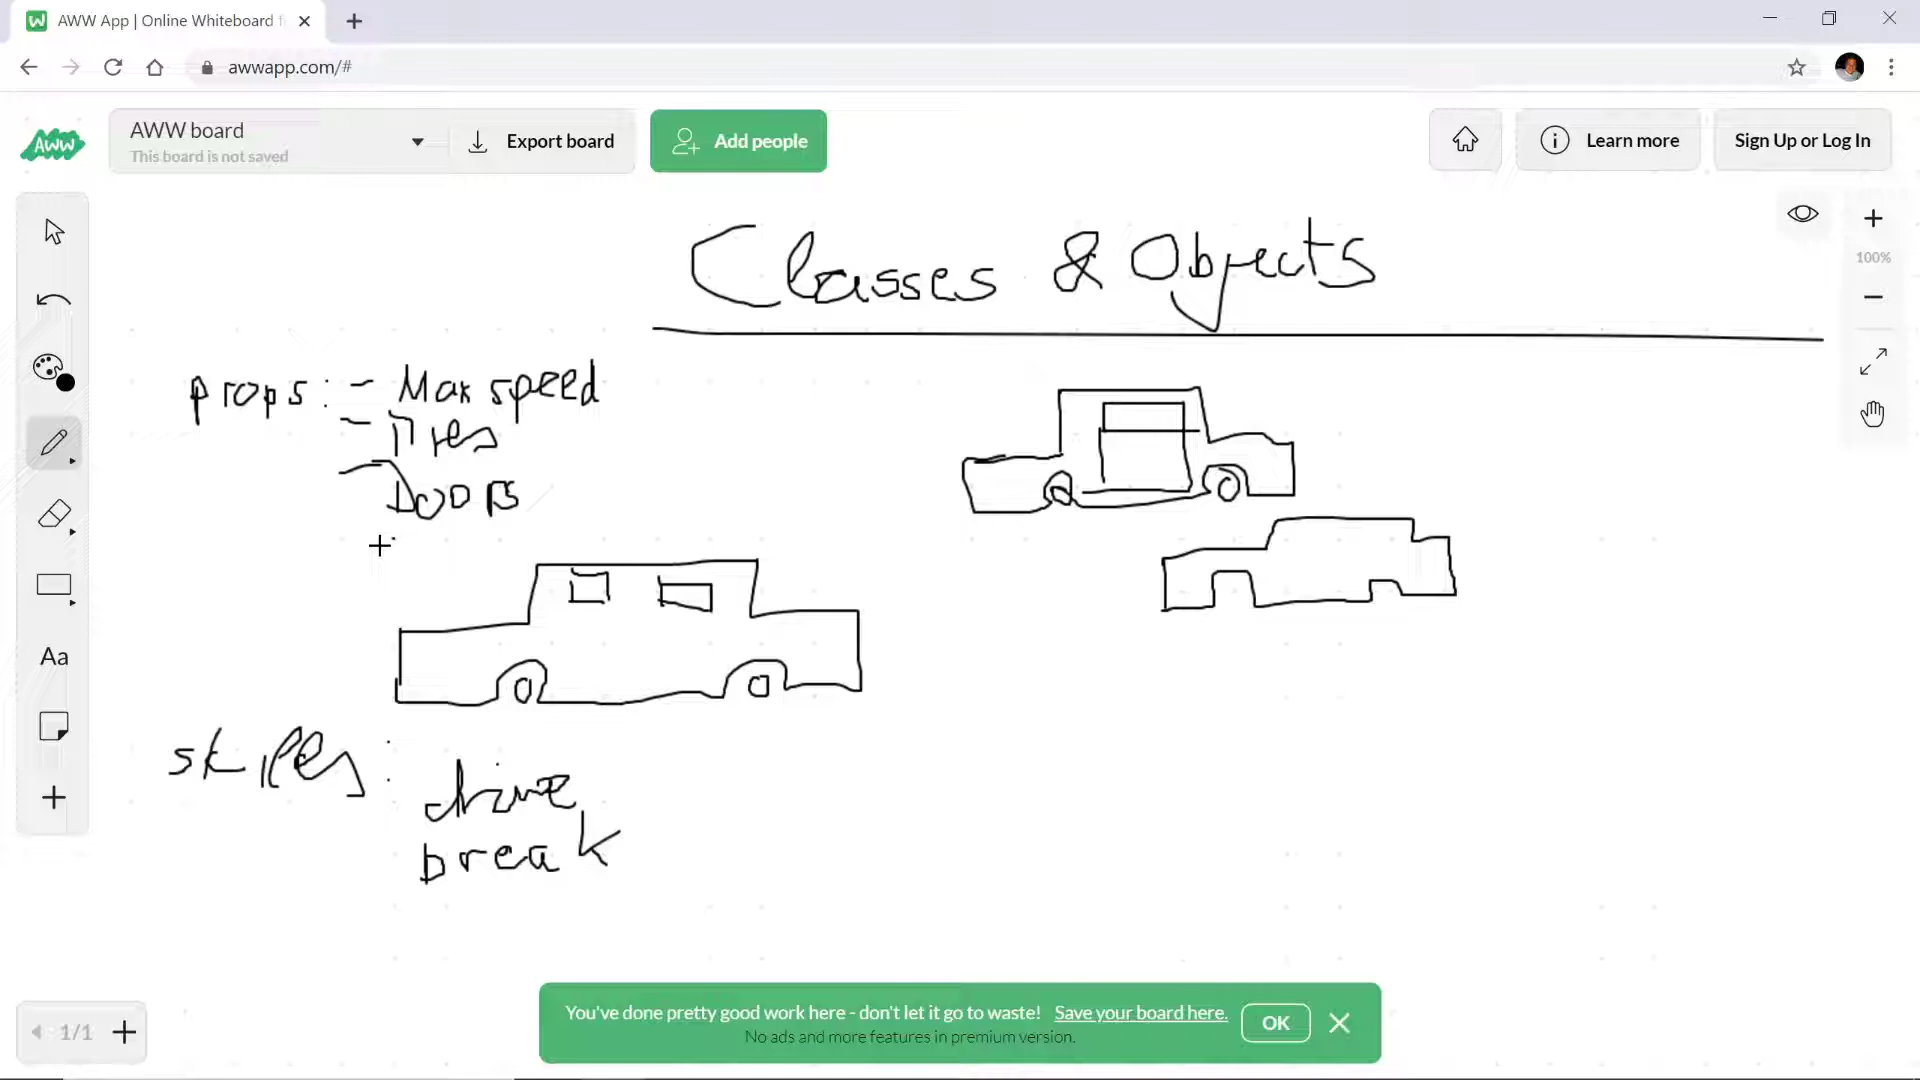 AWW App | Online Whiteboard f
awwapp.com/#
AWW
AWW board
This board is not saved
Export board
Add people
Learn more
Sign Up or Log In
100%
Classes & Objects
props : - Max speed
- Tires
- Doors
Aa
skills :
drive
break
1/1
You've done pretty good work here - don't let it go to waste! Save your board here.
No ads and more features in premium version.
OK